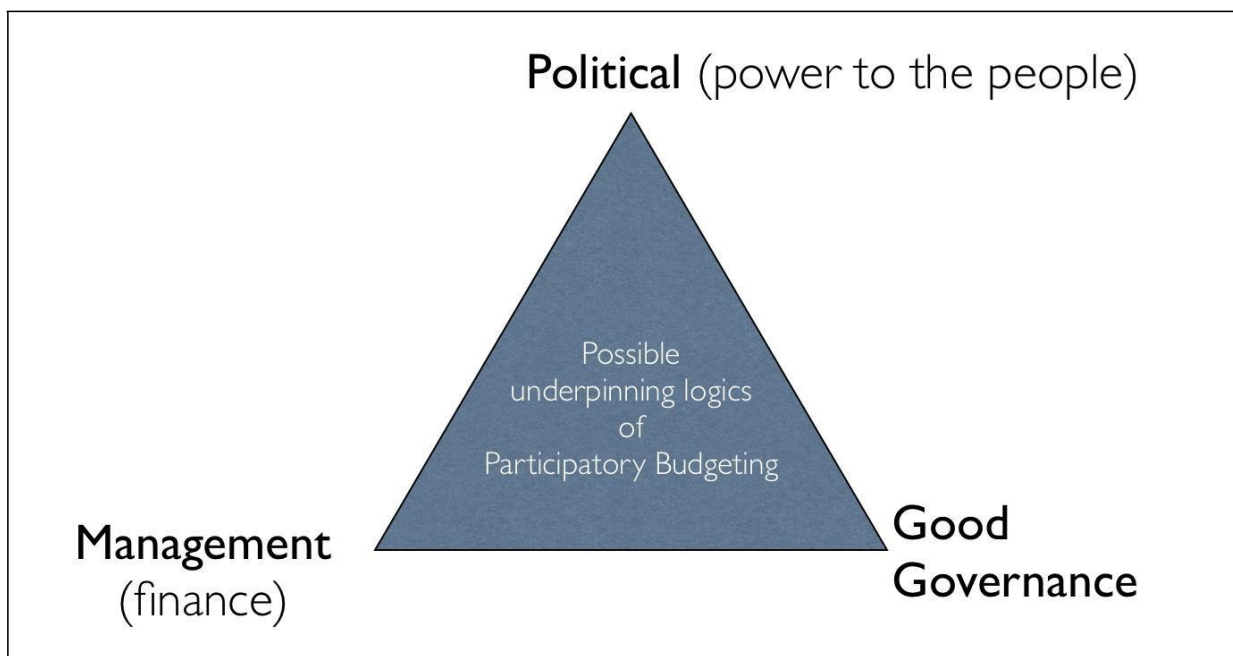 Political (power to the people)
Possible
underpinning logics
of
Participatory Budgeting
Management
(finance)
Good
Governance